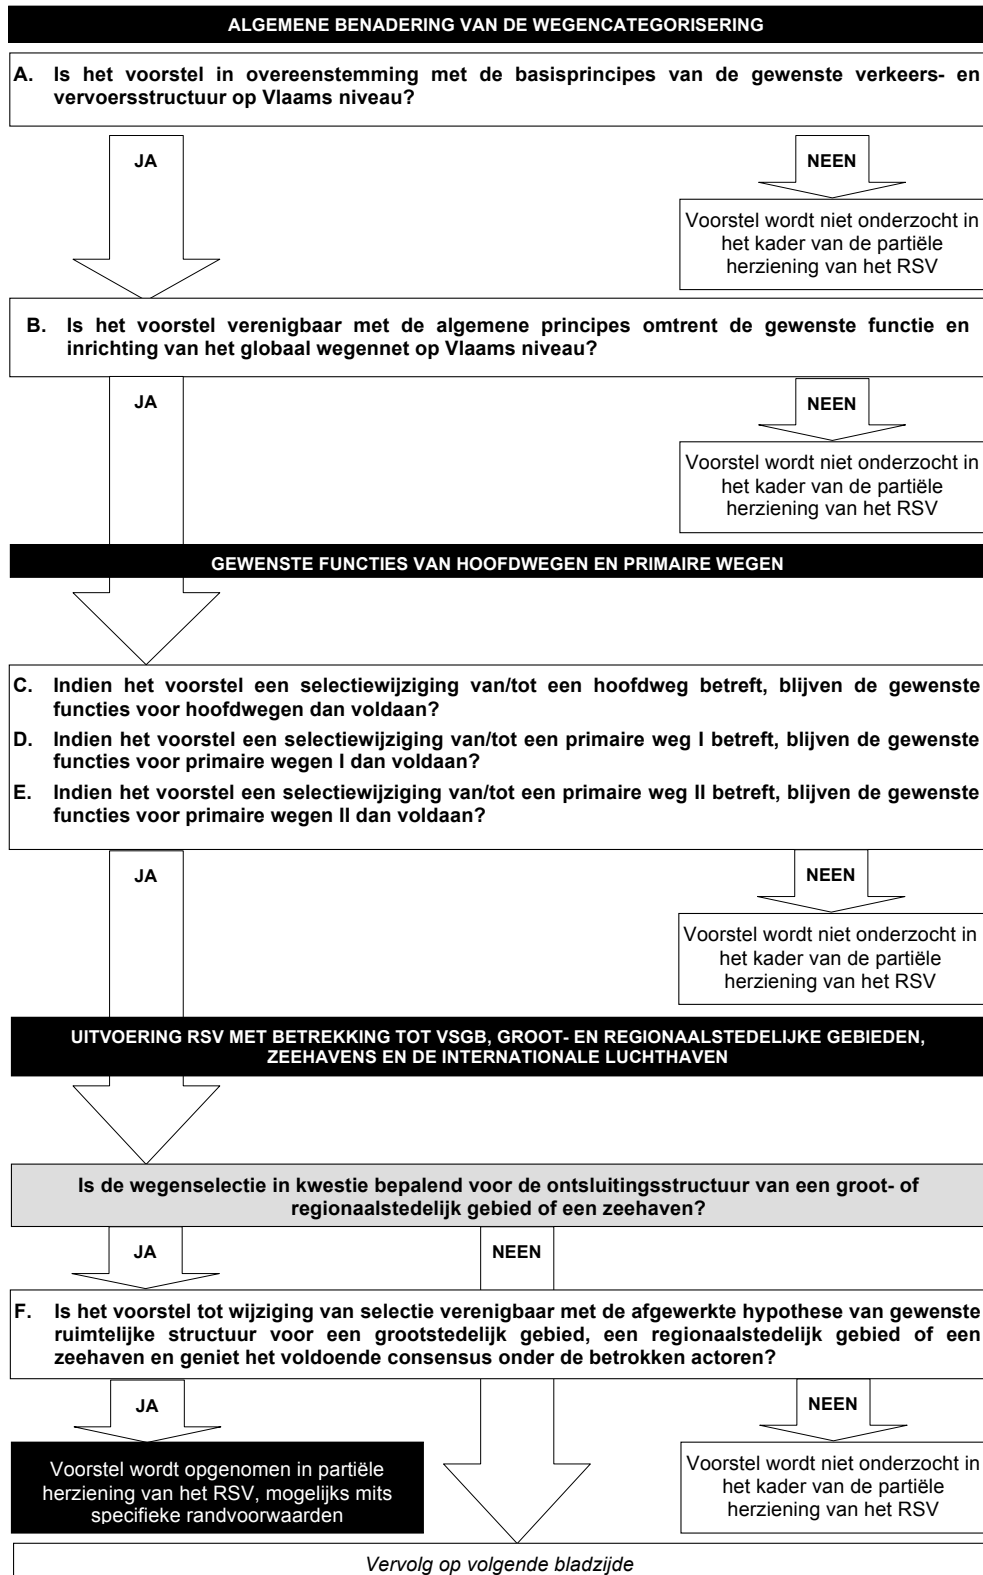 ALGEMENE BENADERING VAN DE WEGENCATEGORISERING
A. Is het voorstel in overeenstemming met de basisprincipes van de gewenste verkeers- en
vervoersstructuur op Vlaams niveau?
JA
NEEN
Voorstel wordt niet onderzocht in
het kader van de partiële
herziening van het RSV
B. Is het voorstel verenigbaar met de algemene principes omtrent de gewenste functie en
inrichting van het globaal wegennet op Vlaams niveau?
JA
NEEN
Voorstel wordt niet onderzocht in
het kader van de partiële
herziening van het RSV
GEWENSTE FUNCTIES VAN HOOFDWEGEN EN PRIMAIRE WEGEN
C. Indien het voorstel een selectiewijziging van/tot een hoofdweg betreft, blijven de gewenste
functies voor hoofdwegen dan voldaan?
D. Indien het voorstel een selectiewijziging van/tot een primaire weg I betreft, blijven de gewenste
functies voor primaire wegen I dan voldaan?
E. Indien het voorstel een selectiewijziging van/tot een primaire weg II betreft, blijven de gewenste
functies voor primaire wegen II dan voldaan?
JA
NEEN
Voorstel wordt niet onderzocht in
het kader van de partiële
herziening van het RSV
UITVOERING RSV MET BETREKKING TOT VSGB, GROOT- EN REGIONAALSTEDELIJKE GEBIEDEN,
ZEEHAVENS EN DE INTERNATIONALE LUCHTHAVEN
Is de wegenselectie in kwestie bepalend voor de ontsluitingsstructuur van een groot- of
regionaalstedelijk gebied of een zeehaven?
JA
NEEN
F. Is het voorstel tot wijziging van selectie verenigbaar met de afgewerkte hypothese van gewenste
ruimtelijke structuur voor een grootstedelijk gebied, een regionaalstedelijk gebied of een
zeehaven en geniet het voldoende consensus onder de betrokken actoren?
JA
NEEN
Voorstel wordt opgenomen in partiële
herziening van het RSV, mogelijks mits
specifieke randvoorwaarden
Voorstel wordt niet onderzocht in
het kader van de partiële
herziening van het RSV
Vervolg op volgende bladzijde